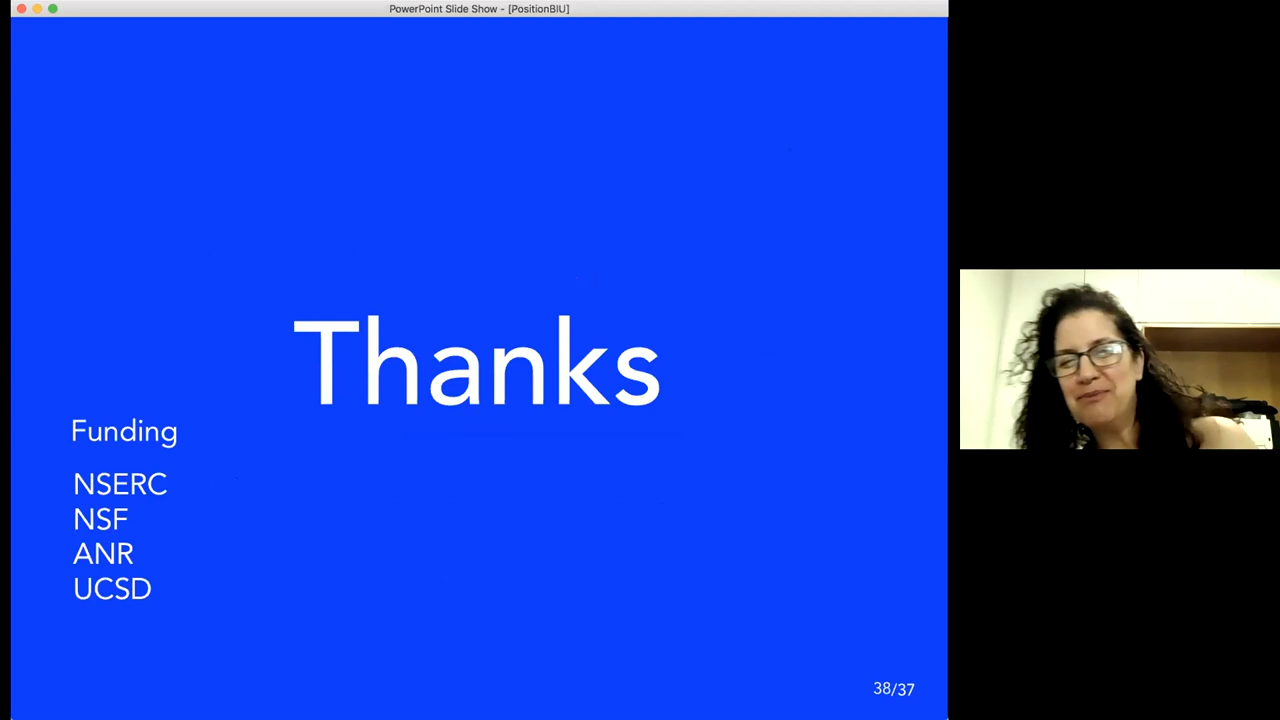 PowerPoint Slide Show - [PositionBIU]
Thanks
Funding
NSERC
NSF
ANR
UCSD
38/37